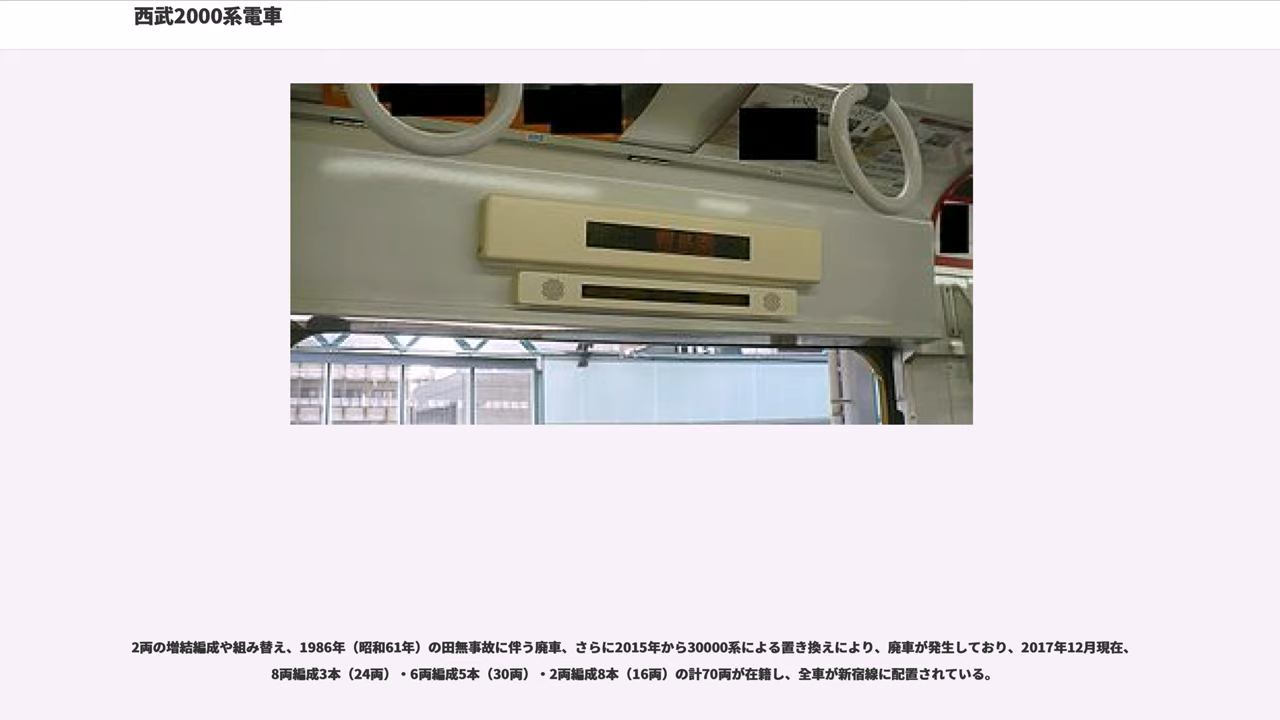 西武2000系電車
2両の増結編成や組み替え、1986年（昭和61年）の田無事故に伴う廃車、さらに2015年から30000系による置き換えにより、廃車が発生しており、2017年12月現在、
8両編成3本（24両）・6両編成5本（30両）・2両編成8本（16両）の計70両が在籍し、全車が新宿線に配置されている。